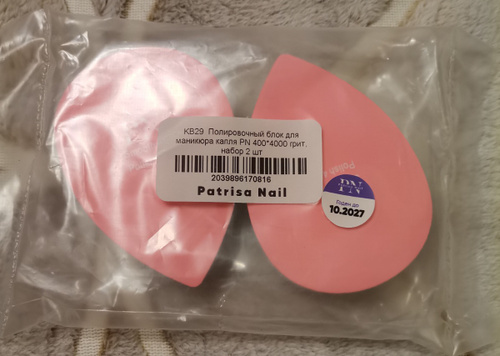 KB29 Полировочный блок для
маникюра капля PN 400*4000 грит.
набор 2 шт
2039896170816
Patrisa Nail
PN
Годен до:
10.2027